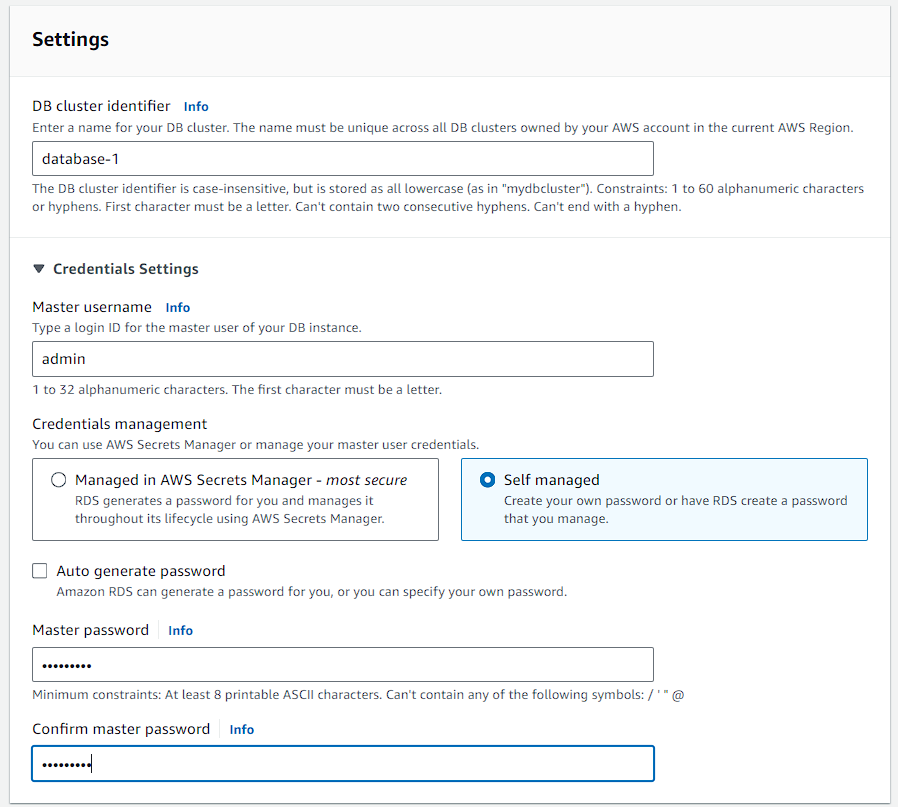 Settings
DB cluster identifier Info
Enter a name for your DB cluster. The name must be unique across all DB clusters owned by your AWS account in the current AWS Region.
database-1
The DB cluster identifier is case-insensitive, but is stored as all lowercase (as in "mydbcluster"). Constraints: 1 to 60 alphanumeric characters
or hyphens. First character must be a letter. Can't contain two consecutive hyphens. Can't end with a hyphen.
Credentials Settings
Master username Info
Type a login ID for the master user of your DB instance.
admin
1 to 32 alphanumeric characters. The first character must be a letter.
Credentials management
You can use AWS Secrets Manager or manage your master user credentials.
Managed in AWS Secrets Manager - most secure
RDS generates a password for you and manages it
throughout its lifecycle using AWS Secrets Manager.
Self managed
Create your own password or have RDS create a password
that you manage.
Auto generate password
Amazon RDS can generate a password for you, or you can specify your own password.
Master password Info
•••••••••
Minimum constraints: At least 8 printable ASCII characters. Can't contain any of the following symbols: / ' " @
Confirm master password Info
•••••••••